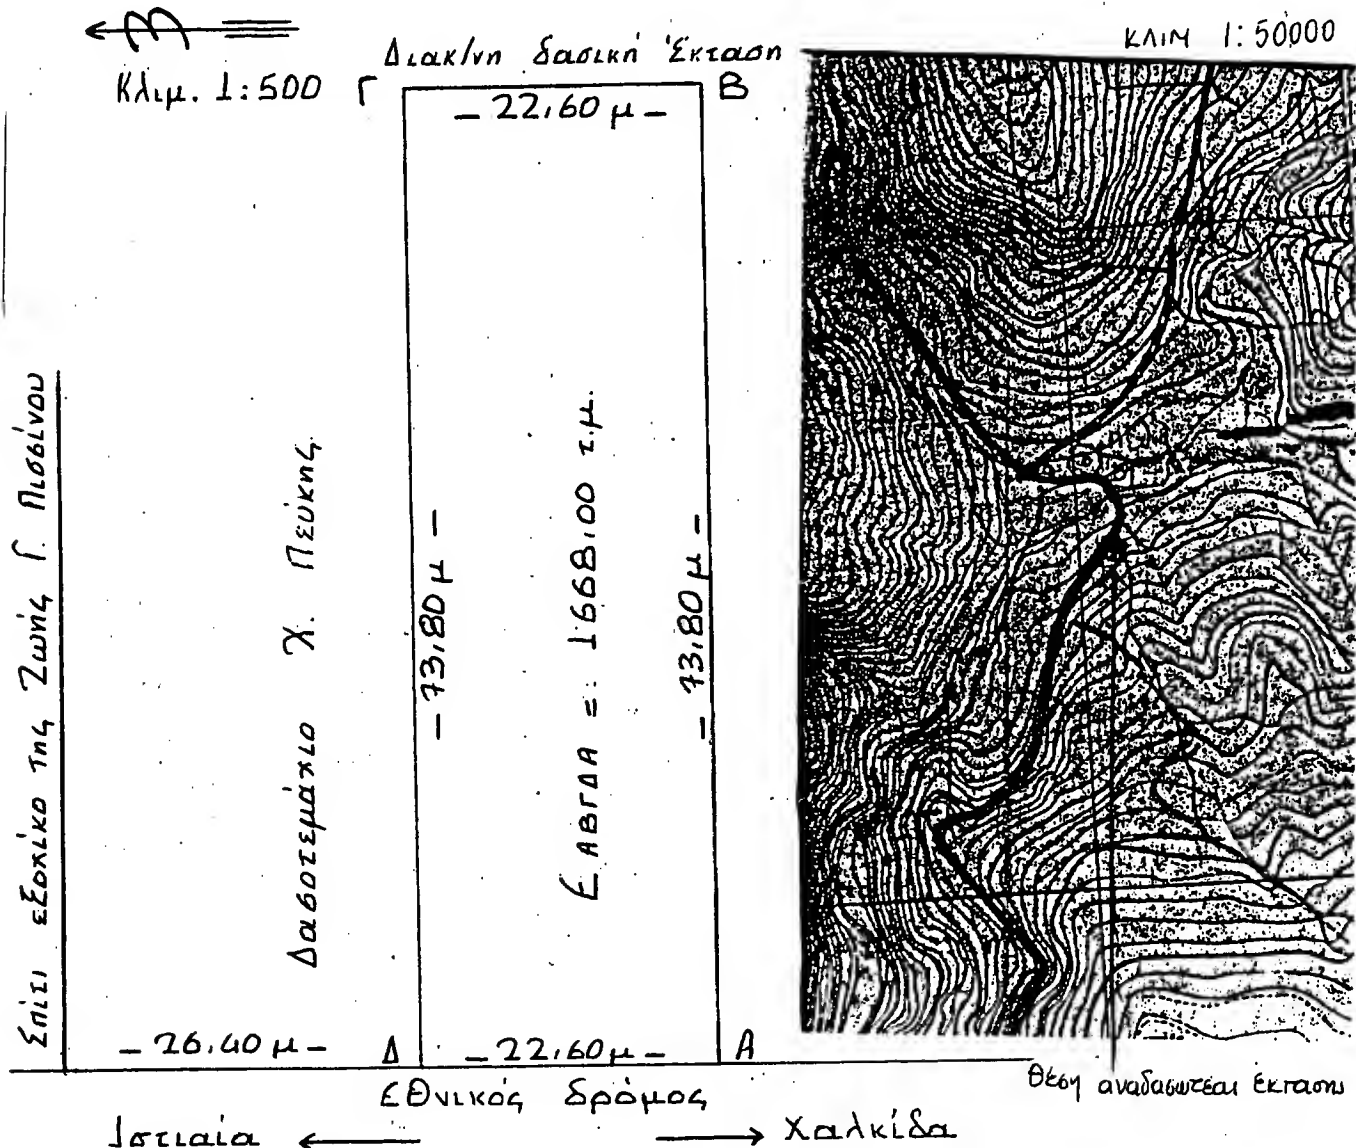 ΚΛΙΜ 1:50000
Διακ/νη δασική Έκταση
Κλιμ. 1:500
Γ
Β
- 22,60 μ -
Σπίτι εξοχικό της Ζωής Γ. Πισσίνου
Δασοτεμάχιο Χ. Πεύκης
- 73,80 μ -
Ε ΑΒΓΔΑ = 1668,00 τ.μ.
- 73,80 μ -
- 26,40 μ -
Δ
- 22,60 μ -
Α
Εθνικός δρόμος
Ιστιαία
Χαλκίδα
Θέση αναδασωτέας έκτασης